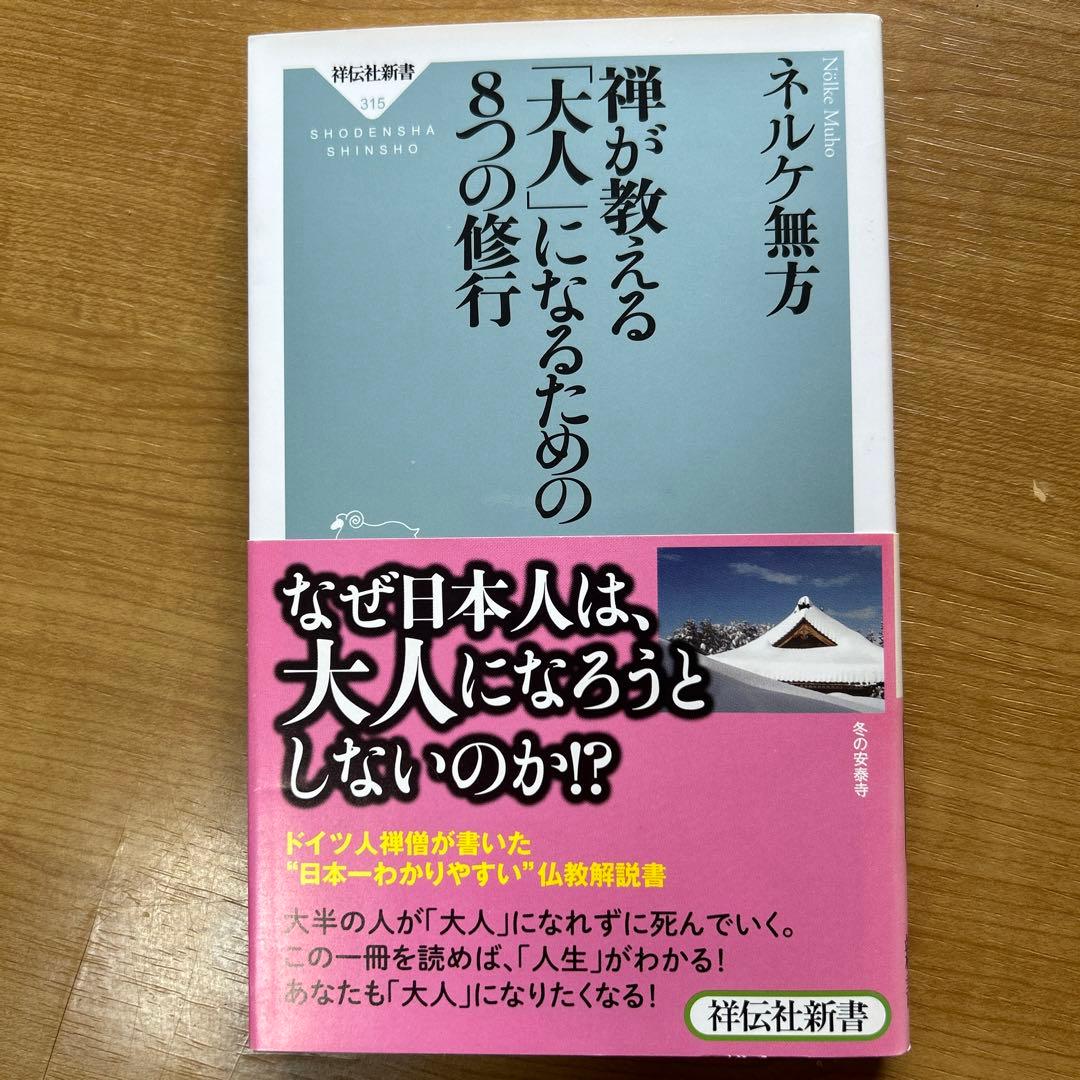 祥伝社新書
315
SHODENSHA
SHINSHO
ネルケ無方
Nölke Muho
禅が教える
「大人」になるための
8つの修行
なぜ日本人は、
大人になろうと
しないのか!?
冬の安泰寺
ドイツ人禅僧が書いた
“日本一わかりやすい”仏教解説書
大半の人が「大人」になれずに死んでいく。
この一冊を読めば、「人生」がわかる！
あなたも「大人」になりたくなる！
祥伝社新書